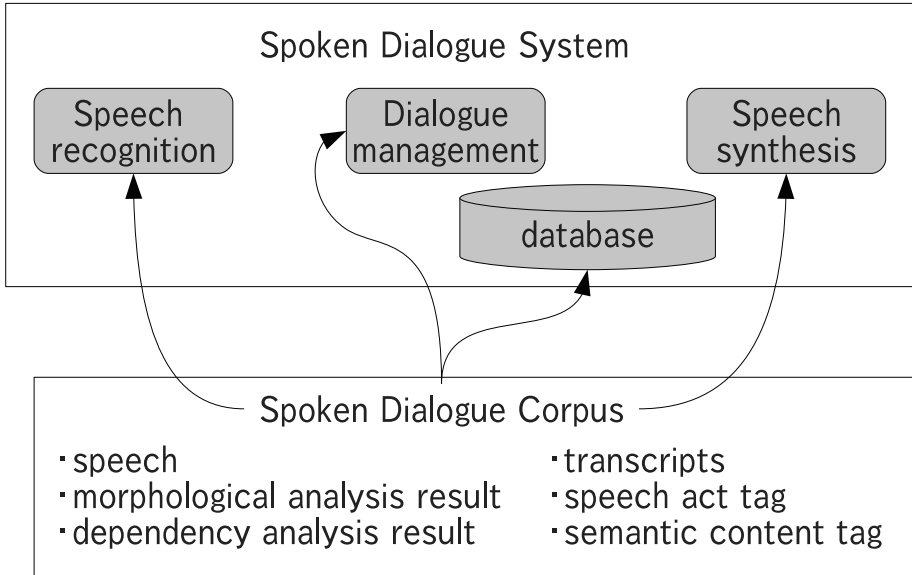 Spoken Dialogue System
Speech
recognition
Dialogue
management
Speech
synthesis
database
Spoken Dialogue Corpus
・speech
・morphological analysis result
・dependency analysis result
・transcripts
・speech act tag
・semantic content tag